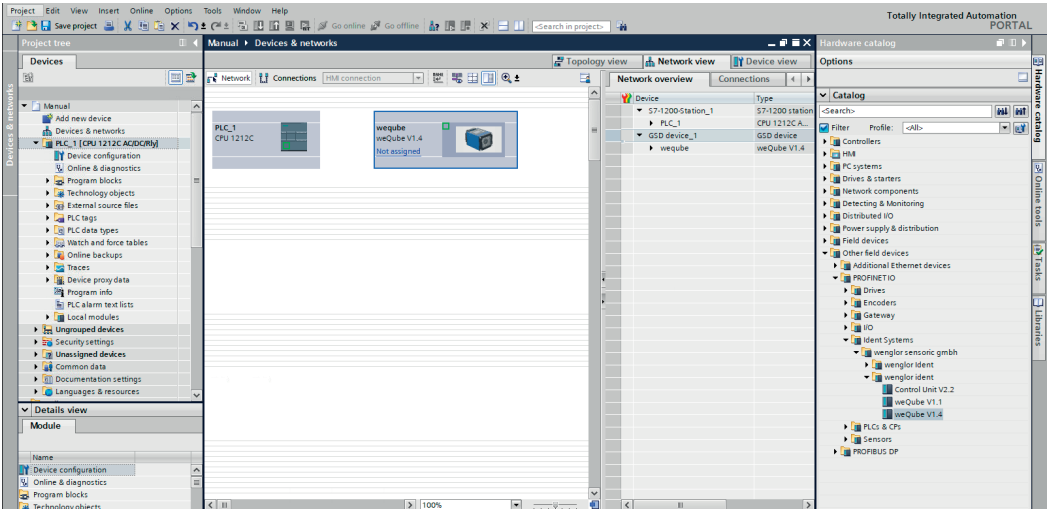 Project Edit View Insert Online Options Tools Window Help
Totally Integrated Automation
PORTAL
Save project
Go online
Go offline
<Search in project>
Project tree
Devices
Devices & networks
Manual
Add new device
Devices & networks
PLC_1 [CPU 1212C AC/DC/Rly]
Device configuration
Online & diagnostics
Program blocks
Technology objects
External source files
PLC tags
PLC data types
Watch and force tables
Online backups
Traces
Device proxy data
Program info
PLC alarm text lists
Local modules
Ungrouped devices
Security settings
Unassigned devices
Common data
Documentation settings
Languages & resources
Details view
Module
Name
Device configuration
Online & diagnostics
Program blocks
Technology objects
Manual Devices & networks
Topology view
Network view
Device view
Network
Connections
HMI connection
PLC_1
CPU 1212C
weqube
weQube V1.4
Not assigned
100%
Network overview
Connections
Device Type
S7-1200-Station_1 S7-1200 station
PLC_1 CPU 1212C A...
GSD device_1 GSD device
weqube weQube V1.4
Hardware catalog
Options
Catalog
<Search>
Filter Profile: <All>
Controllers
HMI
PC systems
Drives & starters
Network components
Detecting & Monitoring
Distributed I/O
Power supply & distribution
Field devices
Other field devices
Additional Ethernet devices
PROFINET IO
Drives
Encoders
Gateway
I/O
Ident Systems
wenglor sensoric gmbh
wenglor Ident
wenglor ident
Control Unit V2.2
weQube V1.1
weQube V1.4
PLCs & CPs
Sensors
PROFIBUS DP
Hardware catalog
Online tools
Tasks
Libraries